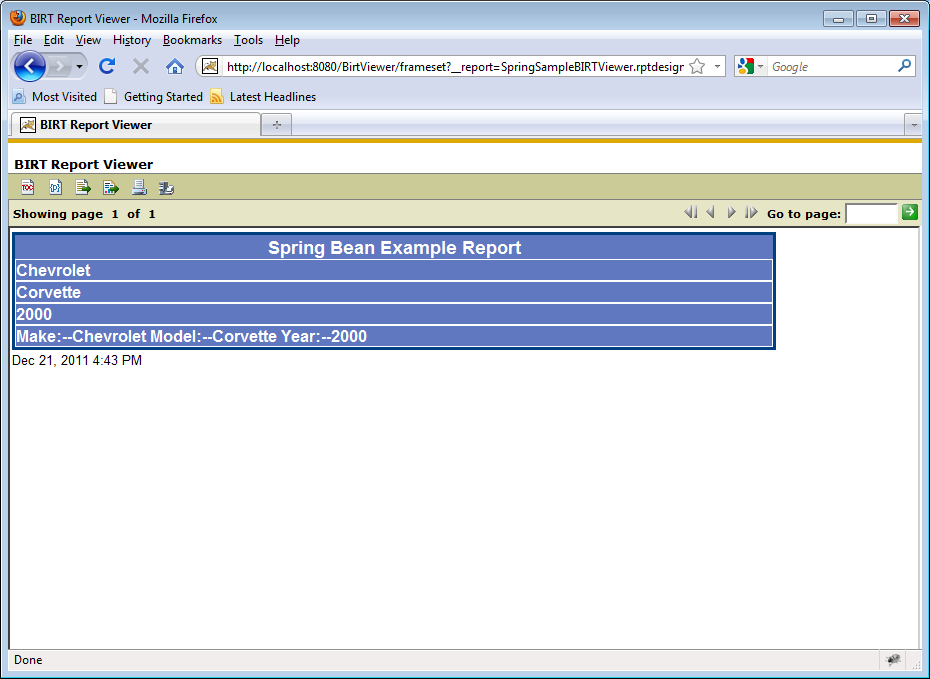 BIRT Report Viewer - Mozilla Firefox
File Edit View History Bookmarks Tools Help
http://localhost:8080/BirtViewer/frameset?__report=SpringSampleBIRTViewer.rptdesign
Google
Most Visited Getting Started Latest Headlines
BIRT Report Viewer
BIRT Report Viewer
TOC
Showing page 1 of 1 Go to page:
Spring Bean Example Report
Chevrolet
Corvette
2000
Make:--Chevrolet Model:--Corvette Year:--2000
Dec 21, 2011 4:43 PM
Done